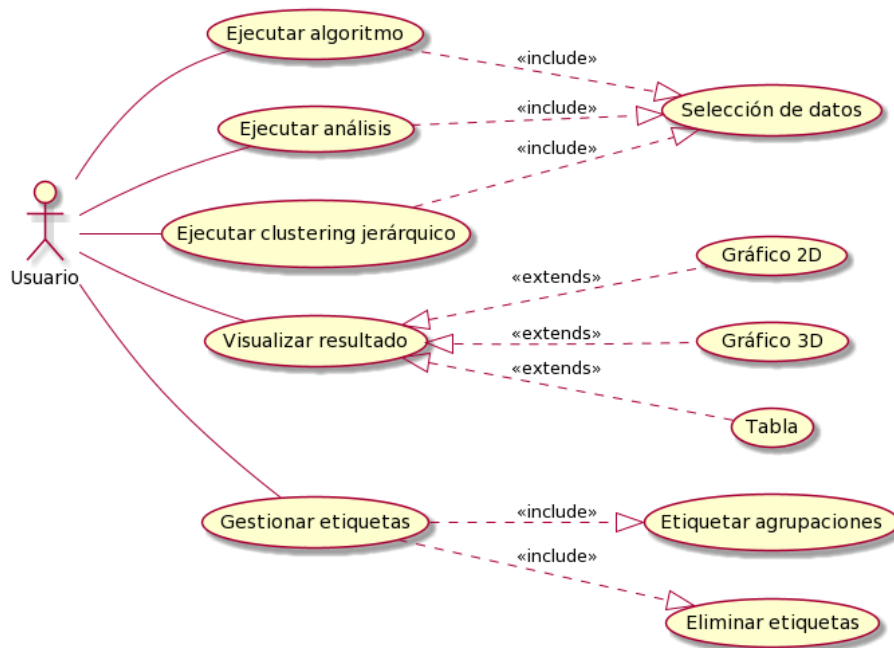 Ejecutar algoritmo
«include»
Selección de datos
Ejecutar análisis
«include»
«include»
Ejecutar clustering jerárquico
Usuario
Gráfico 2D
«extends»
Visualizar resultado
«extends»
Gráfico 3D
«extends»
Tabla
Gestionar etiquetas
«include»
Etiquetar agrupaciones
«include»
Eliminar etiquetas